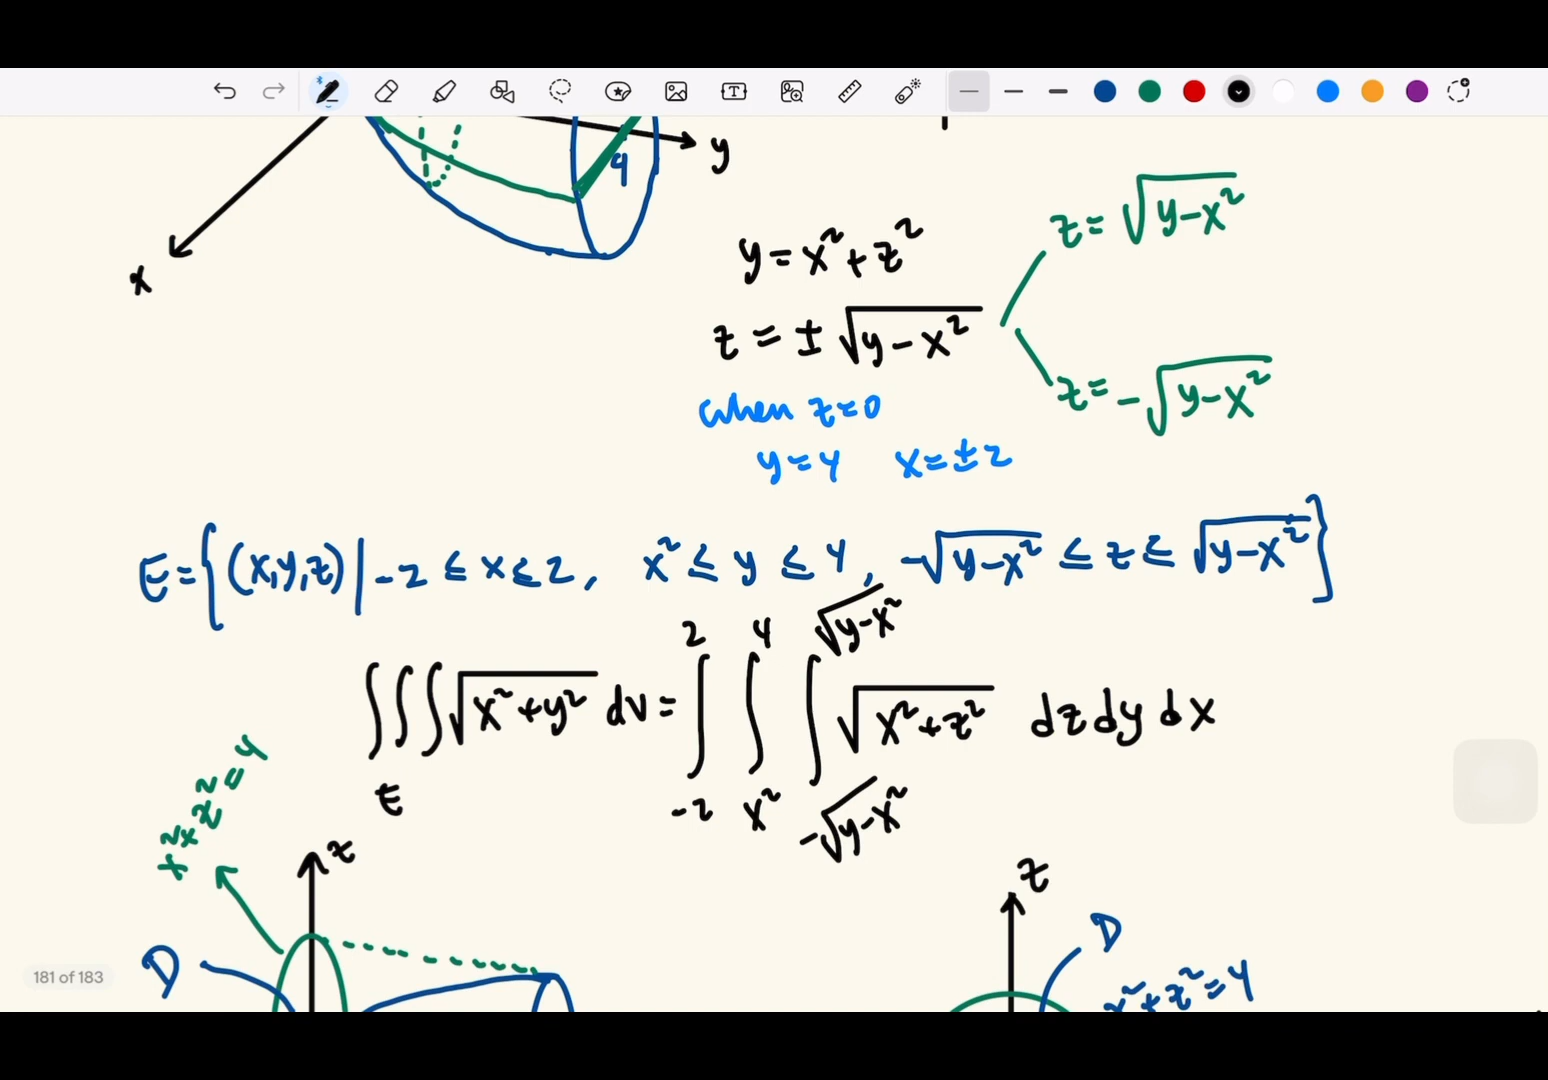 y
4
x
y = x² + z²
z = ± √(y - x²)
z = √(y - x²)
z = - √(y - x²)
when z = 0
y = 4 x = ± 2
E = { (x,y,z) | -2 ≤ x ≤ 2, x² ≤ y ≤ 4, -√(y-x²) ≤ z ≤ √(y-x²) }
∭_E √(x² + y²) dv = ∫_{-2}^{2} ∫_{x²}^{4} ∫_{-√(y-x²)}^{√(y-x²)} √(x² + z²) dz dy dx
x² + z² = 4
z
D
z
D
x² + z² = 4
181 of 183